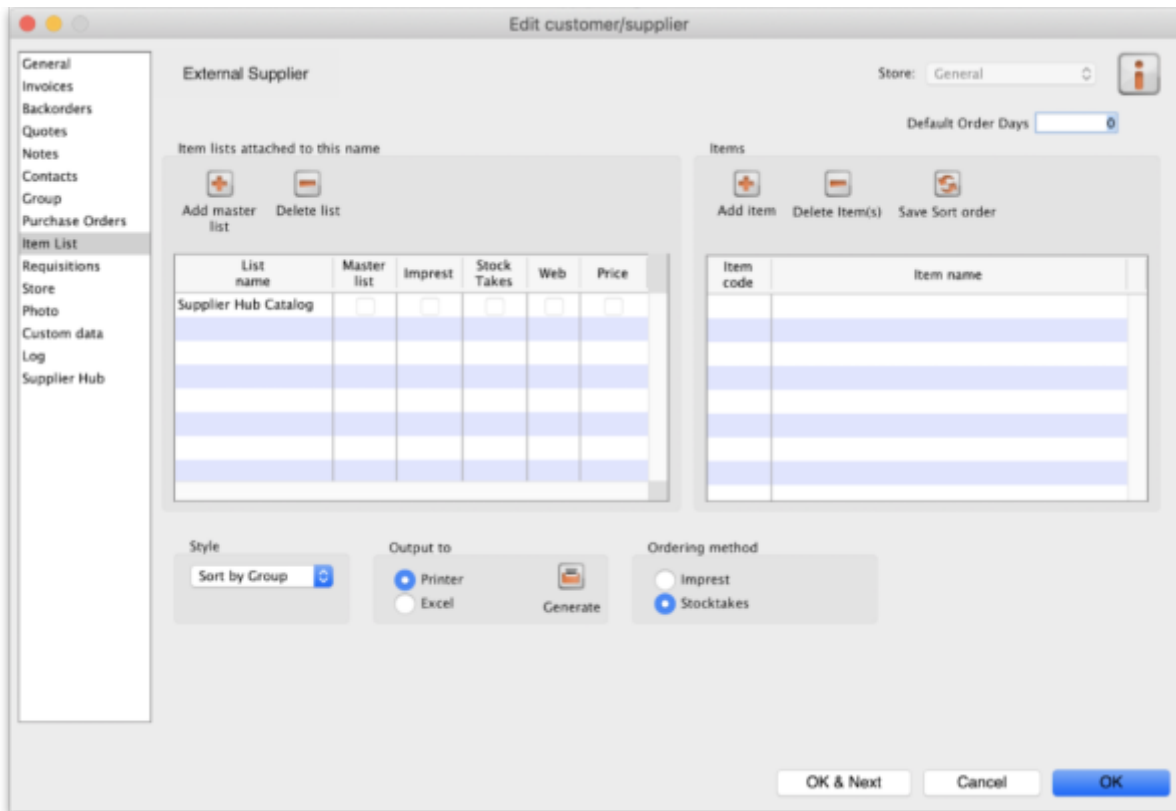 Edit customer/supplier
General
Invoices
Backorders
Quotes
Notes
Contacts
Group
Purchase Orders
Item List
Requisitions
Store
Photo
Custom data
Log
Supplier Hub
External Supplier
Store: General
Default Order Days 0
Item lists attached to this name
Add master list
Delete list
List name Master list Imprest Stock Takes Web Price
Supplier Hub Catalog
Items
Add item Delete Item(s) Save Sort order
Item code Item name
Style
Sort by Group
Output to
Printer
Excel
Generate
Ordering method
Imprest
Stocktakes
OK & Next Cancel OK